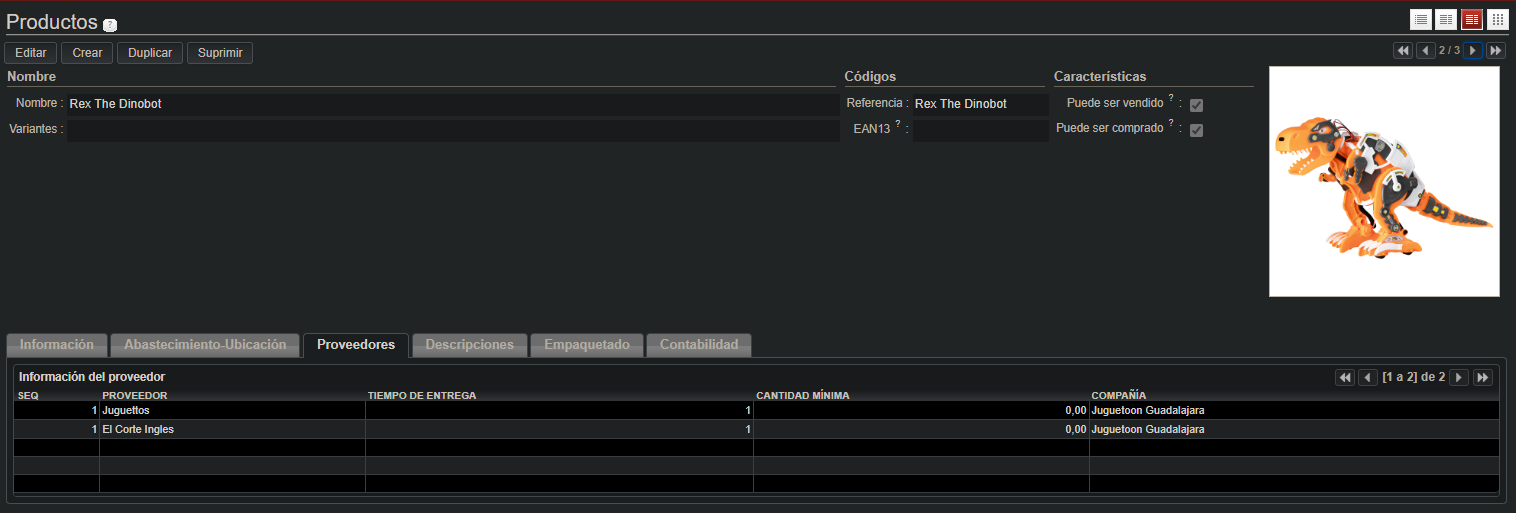 Productos ?
Editar Crear Duplicar Suprimir 2 / 3
Nombre Códigos Características
Nombre : Rex The Dinobot Referencia : Rex The Dinobot Puede ser vendido ? :
Variantes : EAN13 ? : Puede ser comprado ? :
Información Abastecimiento-Ubicación Proveedores Descripciones Empaquetado Contabilidad
Información del proveedor [1 a 2] de 2
SEQ PROVEEDOR TIEMPO DE ENTREGA CANTIDAD MÍNIMA COMPAÑÍA
1 Juguettos 1 0,00 Juguetoon Guadalajara
1 El Corte Ingles 1 0,00 Juguetoon Guadalajara